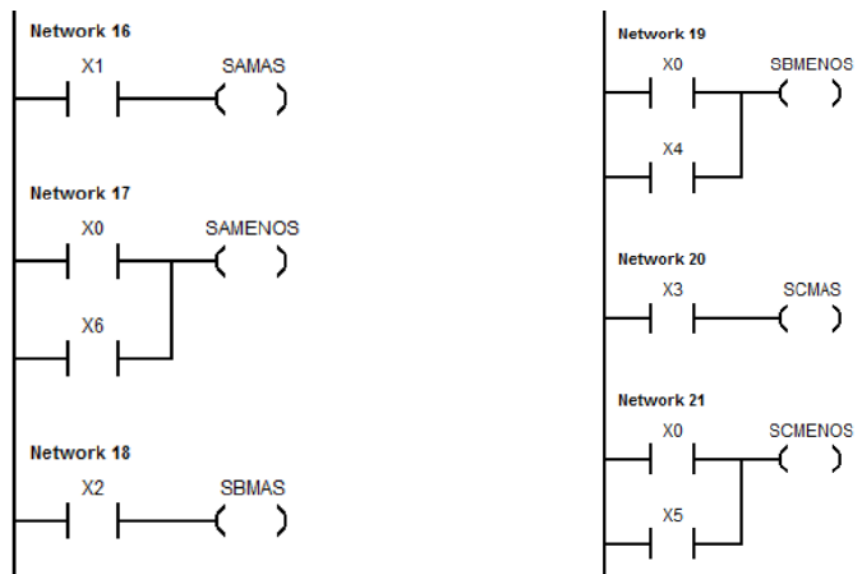 Network 16
X1 SAMAS
Network 17
X0 SAMENOS
X6
Network 18
X2 SBMAS
Network 19
X0 SBMENOS
X4
Network 20
X3 SCMAS
Network 21
X0 SCMENOS
X5